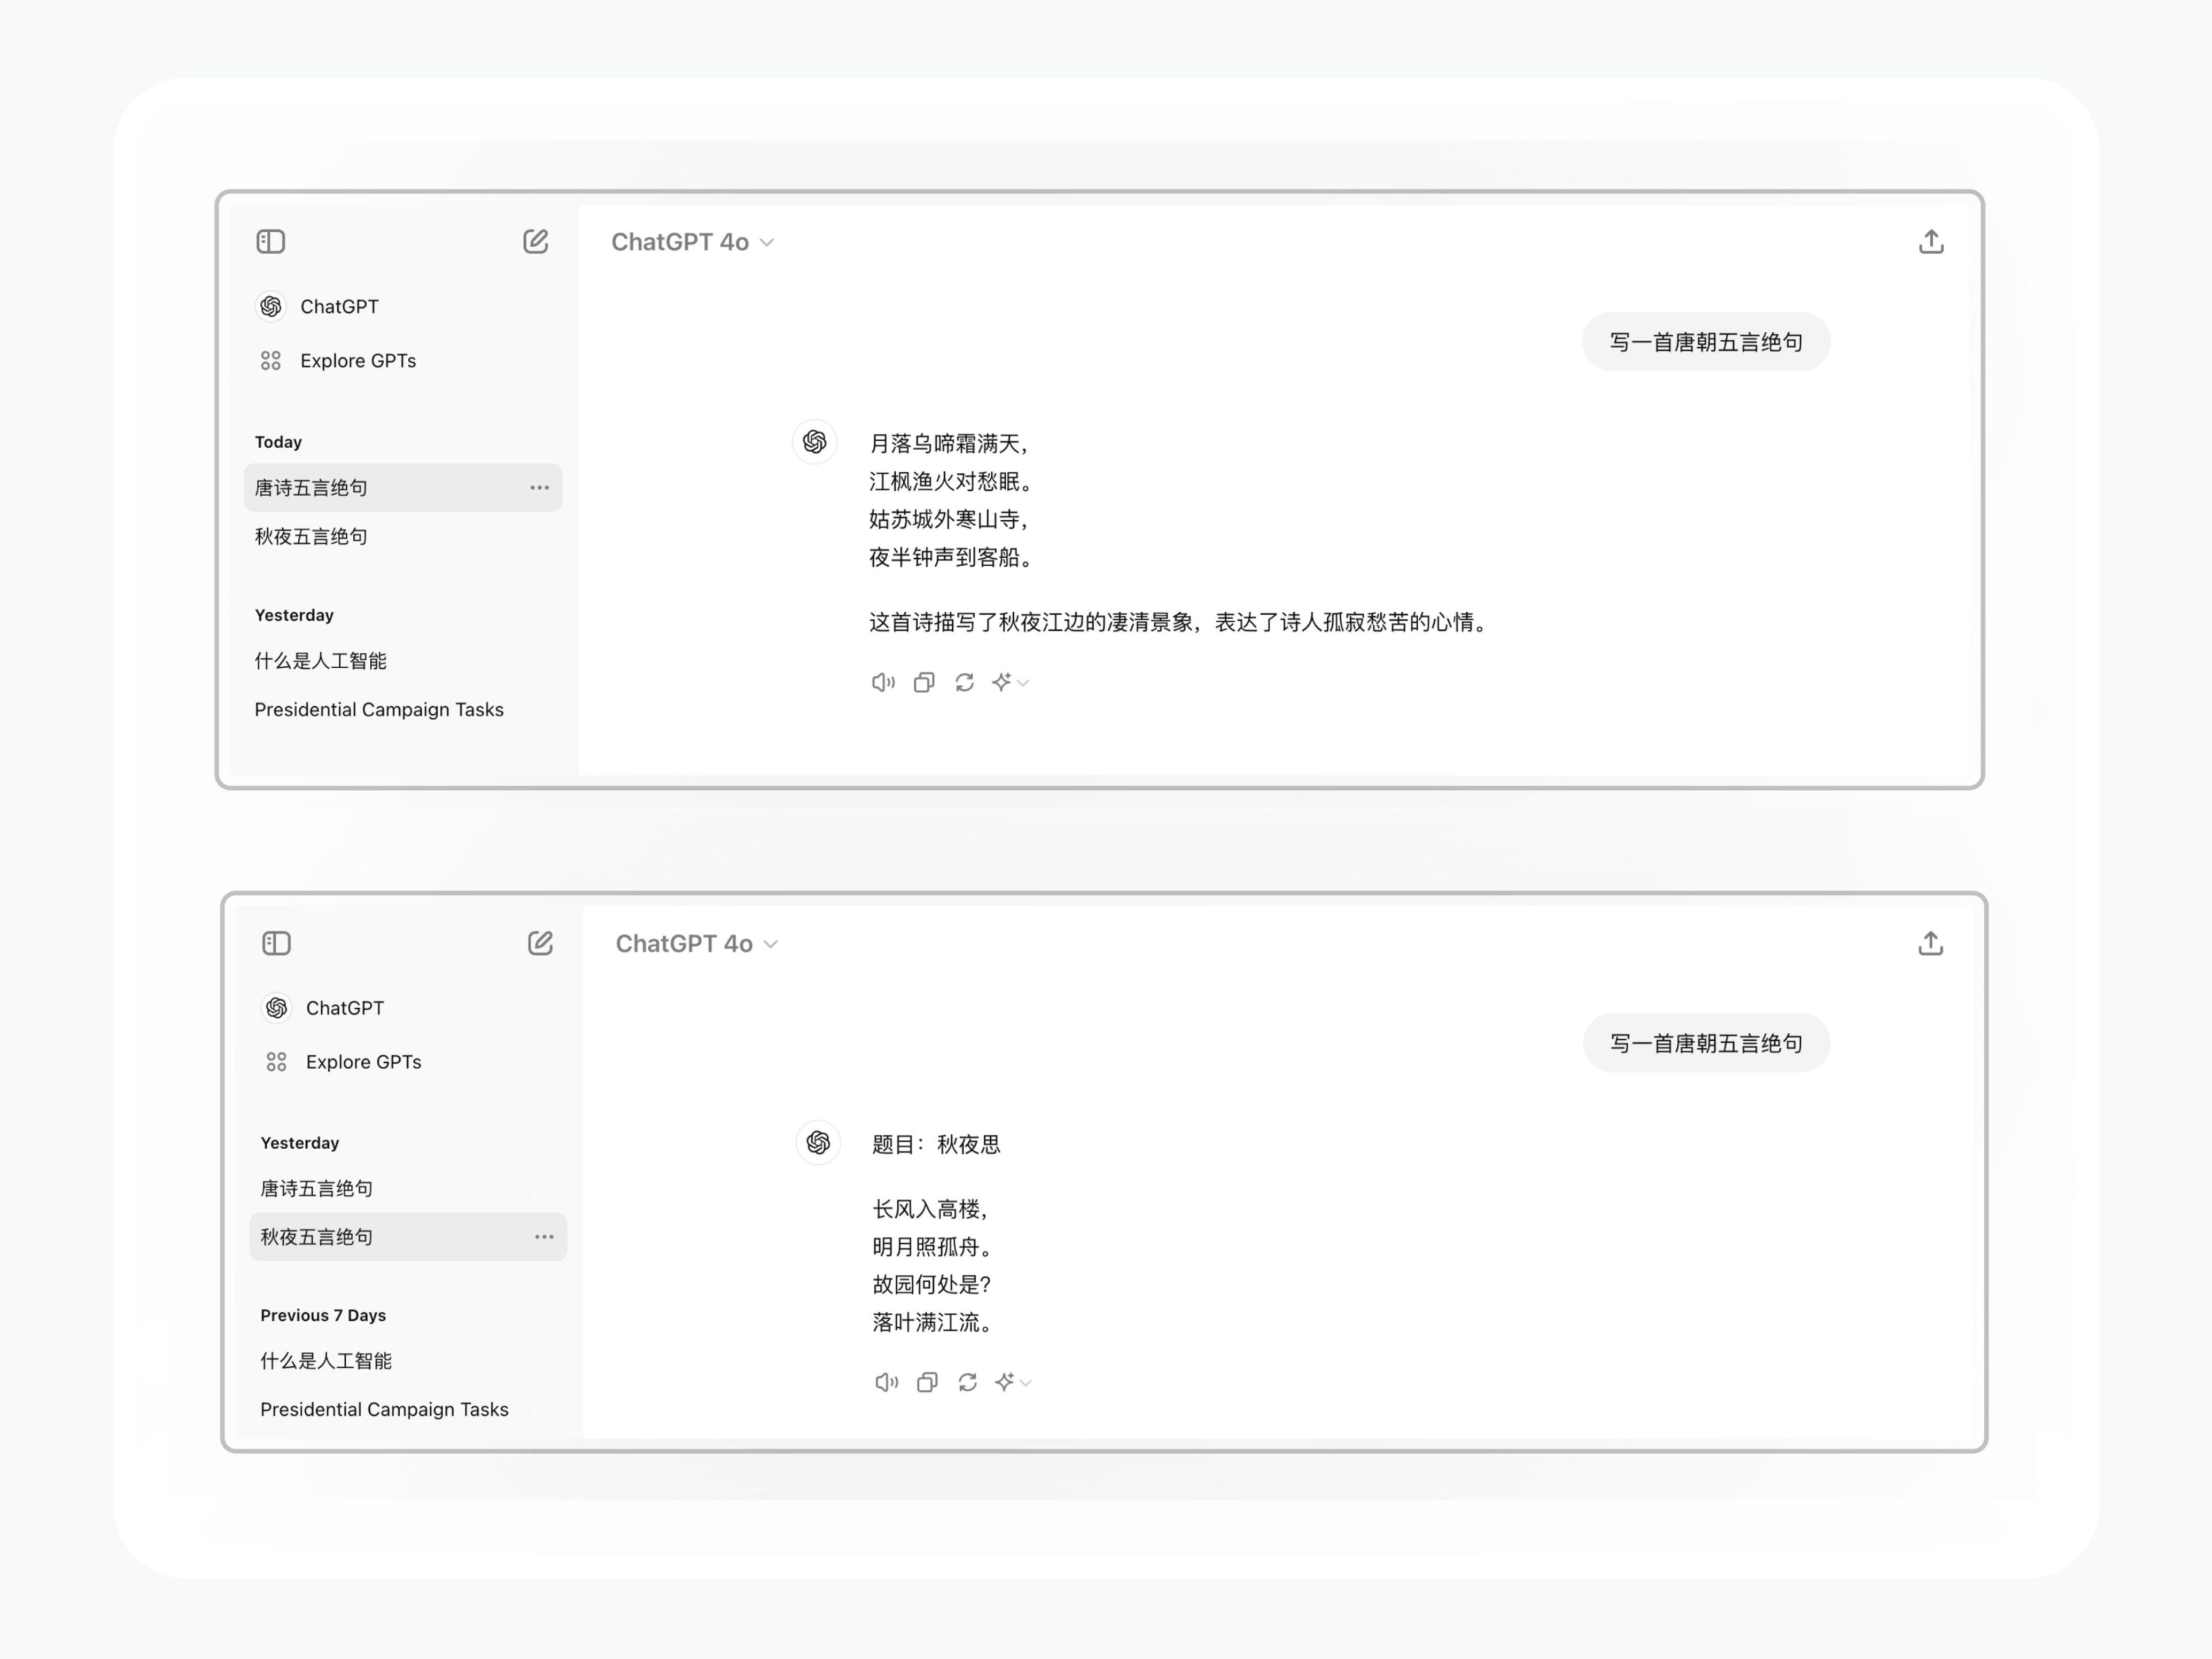 ChatGPT 4o
ChatGPT
Explore GPTs
Today
唐诗五言绝句
秋夜五言绝句
Yesterday
什么是人工智能
Presidential Campaign Tasks
写一首唐朝五言绝句
月落乌啼霜满天，
江枫渔火对愁眠。
姑苏城外寒山寺，
夜半钟声到客船。
这首诗描写了秋夜江边的凄清景象，表达了诗人孤寂愁苦的心情。
ChatGPT 4o
ChatGPT
Explore GPTs
Yesterday
唐诗五言绝句
秋夜五言绝句
Previous 7 Days
什么是人工智能
Presidential Campaign Tasks
写一首唐朝五言绝句
题目：秋夜思
长风入高楼，
明月照孤舟。
故园何处是？
落叶满江流。